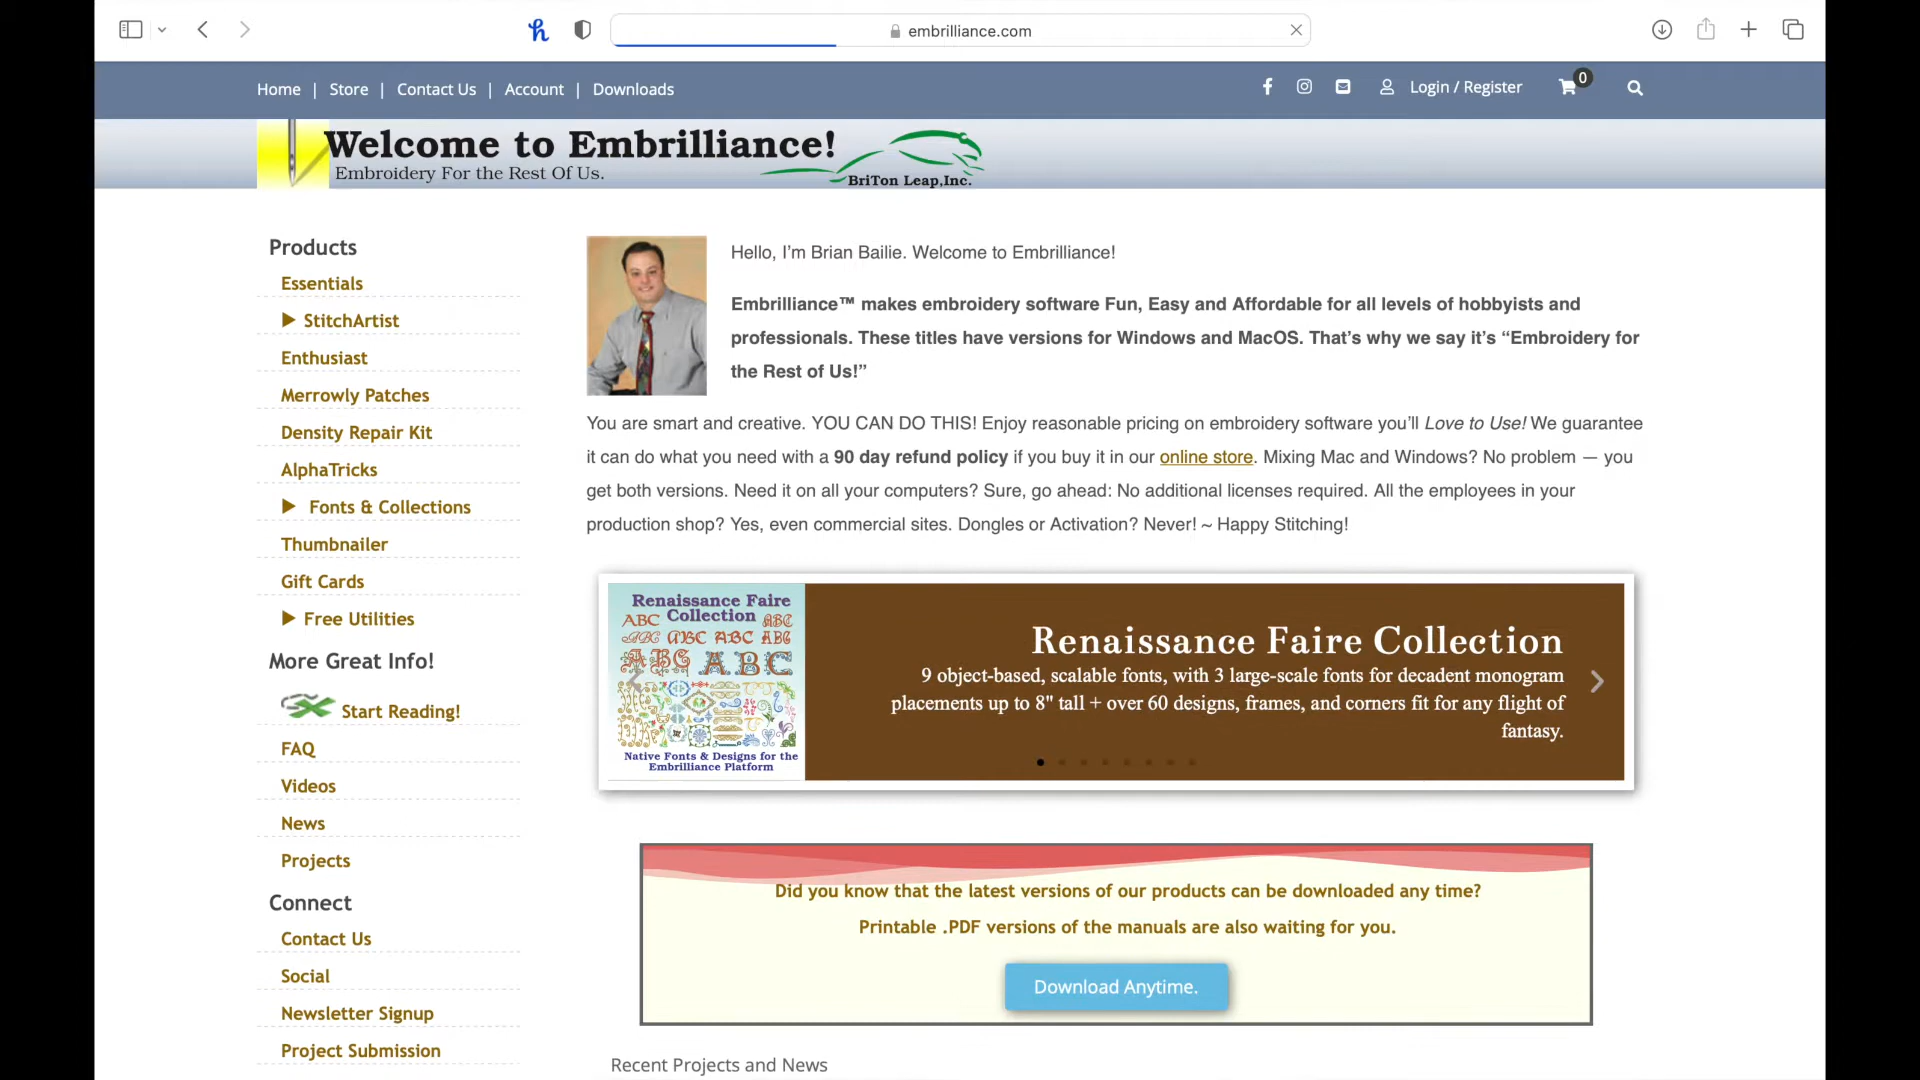 embrilliance.com
Home | Store | Contact Us | Account | Downloads
Login / Register
0
Welcome to Embrilliance!
Embroidery For the Rest Of Us.
BriTon Leap,Inc.
Products
Essentials
StitchArtist
Enthusiast
Merrowly Patches
Density Repair Kit
AlphaTricks
Fonts & Collections
Thumbnailer
Gift Cards
Free Utilities
More Great Info!
Start Reading!
FAQ
Videos
News
Projects
Connect
Contact Us
Social
Newsletter Signup
Project Submission
Hello, I’m Brian Bailie. Welcome to Embrilliance!
Embrilliance™ makes embroidery software Fun, Easy and Affordable for all levels of hobbyists and
professionals. These titles have versions for Windows and MacOS. That’s why we say it’s “Embroidery for
the Rest of Us!”
You are smart and creative. YOU CAN DO THIS! Enjoy reasonable pricing on embroidery software you’ll Love to Use! We guarantee
it can do what you need with a 90 day refund policy if you buy it in our online store. Mixing Mac and Windows? No problem — you
get both versions. Need it on all your computers? Sure, go ahead: No additional licenses required. All the employees in your
production shop? Yes, even commercial sites. Dongles or Activation? Never! ~ Happy Stitching!
Renaissance Faire
Collection
ABC ABC
ABC ABC ABC ABC
ABC ABC
Native Fonts & Designs for the
Embrilliance Platform
Renaissance Faire Collection
9 object-based, scalable fonts, with 3 large-scale fonts for decadent monogram
placements up to 8" tall + over 60 designs, frames, and corners fit for any flight of
fantasy.
Did you know that the latest versions of our products can be downloaded any time?
Printable .PDF versions of the manuals are also waiting for you.
Download Anytime.
Recent Projects and News